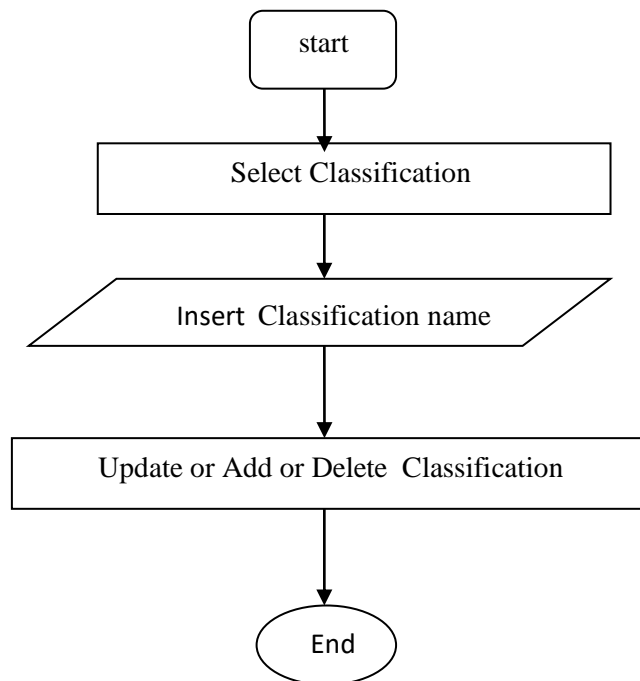 start
Select Classification
Insert Classification name
Update or Add or Delete Classification
End